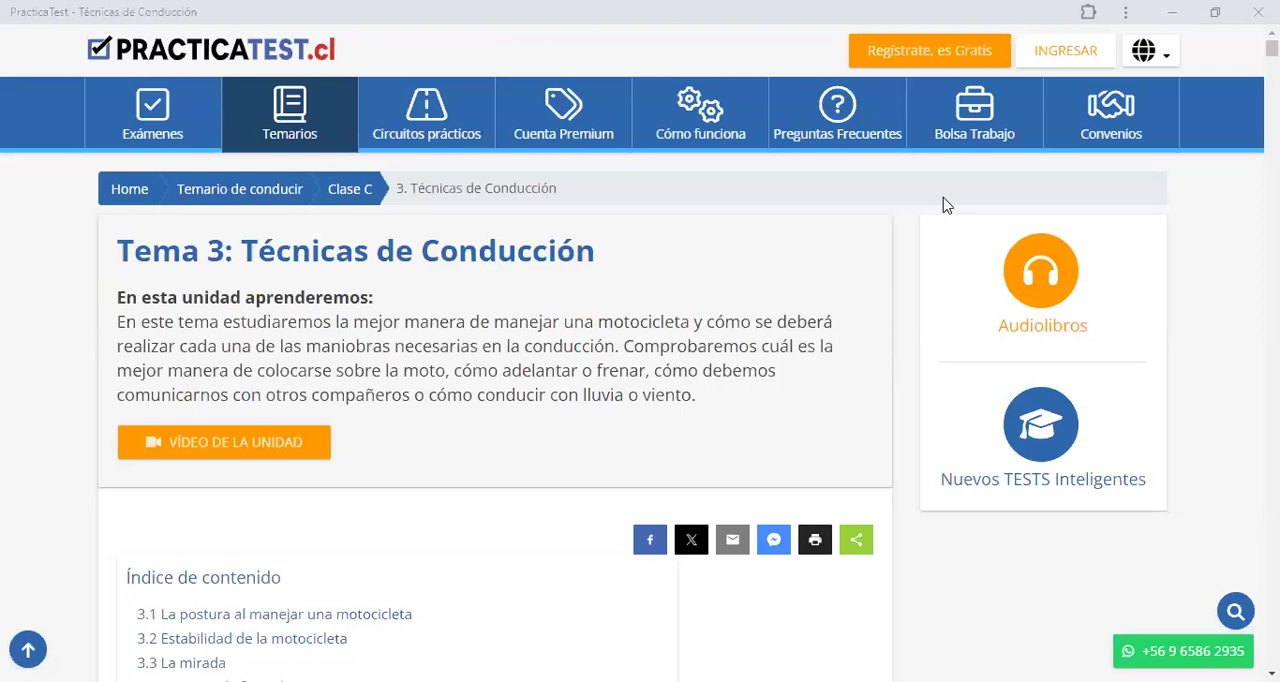 PracticaTest - Técnicas de Conducción
PRACTICATEST.cl
Regístrate, es Gratis
INGRESAR
Exámenes
Temarios
Circuitos prácticos
Cuenta Premium
Cómo funciona
Preguntas Frecuentes
Bolsa Trabajo
Convenios
Home
Temario de conducir
Clase C
3. Técnicas de Conducción
Tema 3: Técnicas de Conducción
En esta unidad aprenderemos:
En este tema estudiaremos la mejor manera de manejar una motocicleta y cómo se deberá
realizar cada una de las maniobras necesarias en la conducción. Comprobaremos cuál es la
mejor manera de colocarse sobre la moto, cómo adelantar o frenar, cómo debemos
comunicarnos con otros compañeros o cómo conducir con lluvia o viento.
VÍDEO DE LA UNIDAD
Audiolibros
Nuevos TESTS Inteligentes
Índice de contenido
3.1 La postura al manejar una motocicleta
3.2 Estabilidad de la motocicleta
3.3 La mirada
+56 9 6586 2935